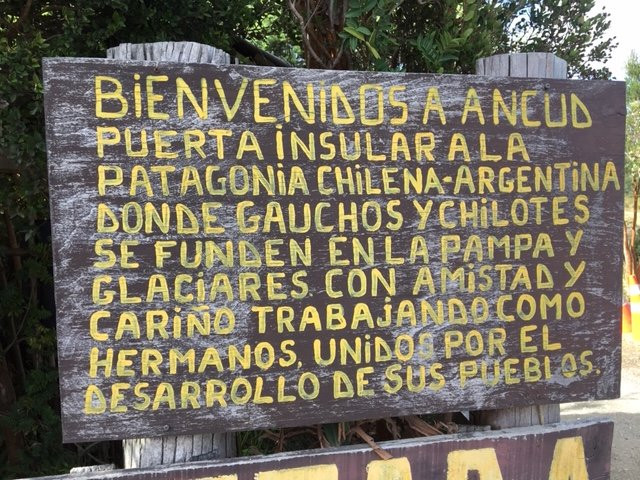 BiENVENIDOS A ANCUD
PUERTA iNSULAR A LA
PATAGONIA CHILENA-ARGENTINA
DONDE GAUCHOS Y CHILOTES
SE FUNDEN EN LA PAMPA Y
GLACIARES CON AMISTAD Y
CARIÑO TRABAJANDO COMO
HERMANOS, UNIDOS POR EL
DESARROLLO DE SUS PUEBLOS.